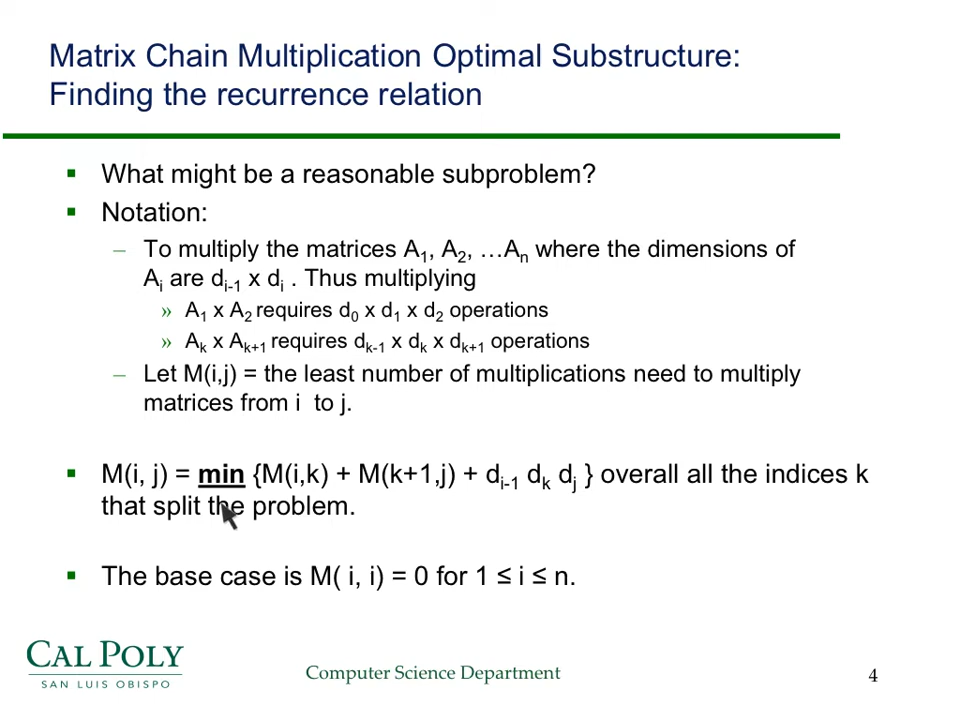 Matrix Chain Multiplication Optimal Substructure:
Finding the recurrence relation
▪ What might be a reasonable subproblem?
▪ Notation:
– To multiply the matrices A₁, A₂, …Aₙ where the dimensions of
Aᵢ are dᵢ₋₁ x dᵢ . Thus multiplying
» A₁ x A₂ requires d₀ x d₁ x d₂ operations
» Aₖ x Aₖ₊₁ requires dₖ₋₁ x dₖ x dₖ₊₁ operations
– Let M(i,j) = the least number of multiplications need to multiply
matrices from i to j.
▪ M(i, j) = min {M(i,k) + M(k+1,j) + dᵢ₋₁ dₖ dⱼ } overall all the indices k
that split the problem.
▪ The base case is M( i, i) = 0 for 1 ≤ i ≤ n.
CAL POLY
SAN LUIS OBISPO
Computer Science Department
4